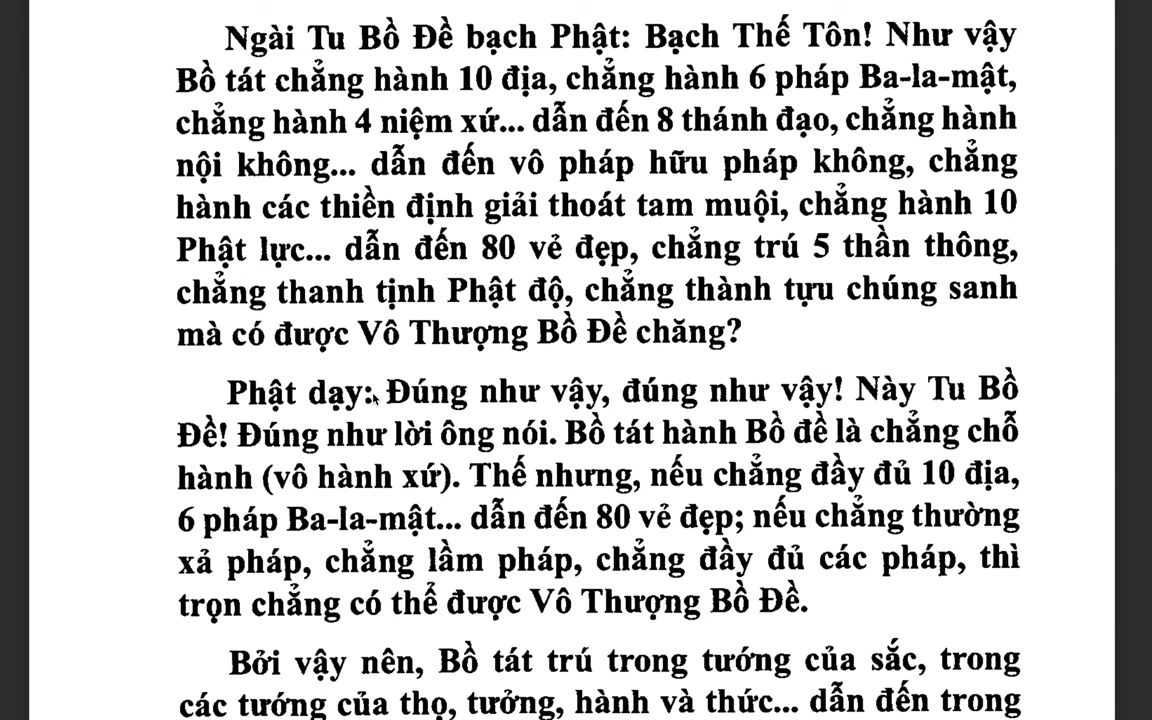 Ngài Tu Bồ Đề bạch Phật: Bạch Thế Tôn! Như vậy
Bồ tát chẳng hành 10 địa, chẳng hành 6 pháp Ba-la-mật,
chẳng hành 4 niệm xứ... dẫn đến 8 thánh đạo, chẳng hành
nội không... dẫn đến vô pháp hữu pháp không, chẳng
hành các thiền định giải thoát tam muội, chẳng hành 10
Phật lực... dẫn đến 80 vẻ đẹp, chẳng trú 5 thần thông,
chẳng thanh tịnh Phật độ, chẳng thành tựu chúng sanh
mà có được Vô Thượng Bồ Đề chăng?
Phật dạy: Đúng như vậy, đúng như vậy! Này Tu Bồ
Đề! Đúng như lời ông nói. Bồ tát hành Bồ đề là chẳng chỗ
hành (vô hành xứ). Thế nhưng, nếu chẳng đầy đủ 10 địa,
6 pháp Ba-la-mật... dẫn đến 80 vẻ đẹp; nếu chẳng thường
xả pháp, chẳng lầm pháp, chẳng đầy đủ các pháp, thì
trọn chẳng có thể được Vô Thượng Bồ Đề.
Bởi vậy nên, Bồ tát trú trong tướng của sắc, trong
các tướng của thọ, tưởng, hành và thức... dẫn đến trong